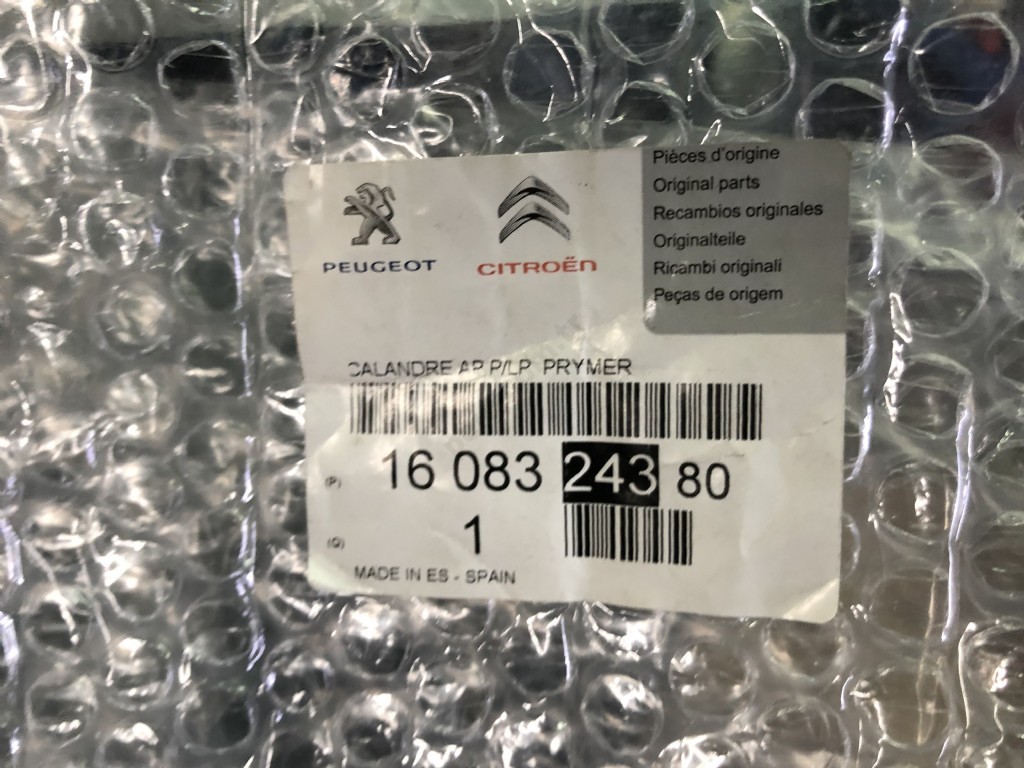 PEUGEOT
CITROËN
Pièces d'origine
Original parts
Recambios originales
Originalteile
Ricambi originali
Peças de origem
CALANDRE AP P/LP PRYMER
(P) 16 083 243 80
(Q) 1
MADE IN ES - SPAIN